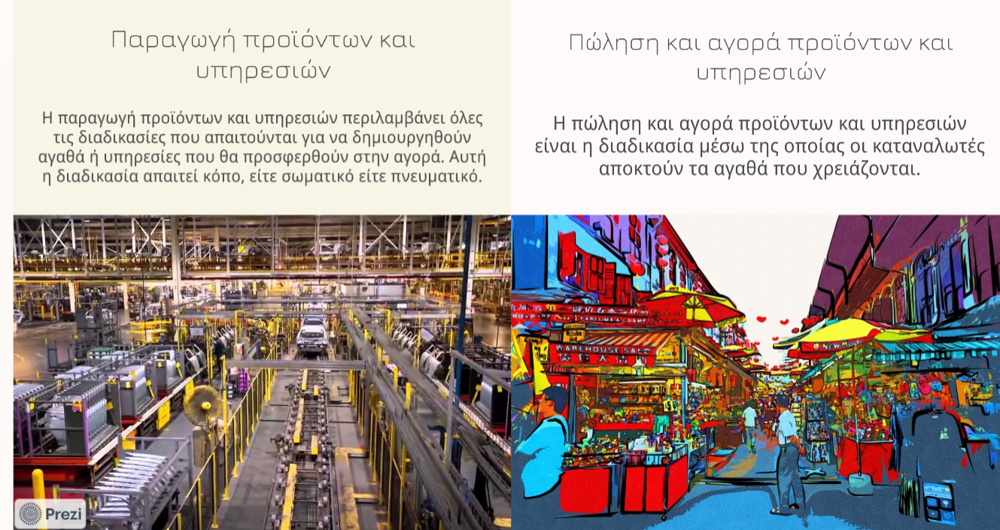 Παραγωγή προϊόντων και
υπηρεσιών
Η παραγωγή προϊόντων και υπηρεσιών περιλαμβάνει όλες
τις διαδικασίες που απαιτούνται για να δημιουργηθούν
αγαθά ή υπηρεσίες που θα προσφερθούν στην αγορά. Αυτή
η διαδικασία απαιτεί κόπο, είτε σωματικό είτε πνευματικό.
Πώληση και αγορά προϊόντων και
υπηρεσιών
Η πώληση και αγορά προϊόντων και υπηρεσιών
είναι η διαδικασία μέσω της οποίας οι καταναλωτές
αποκτούν τα αγαθά που χρειάζονται.
WAREHOUSE SALE
Prezi